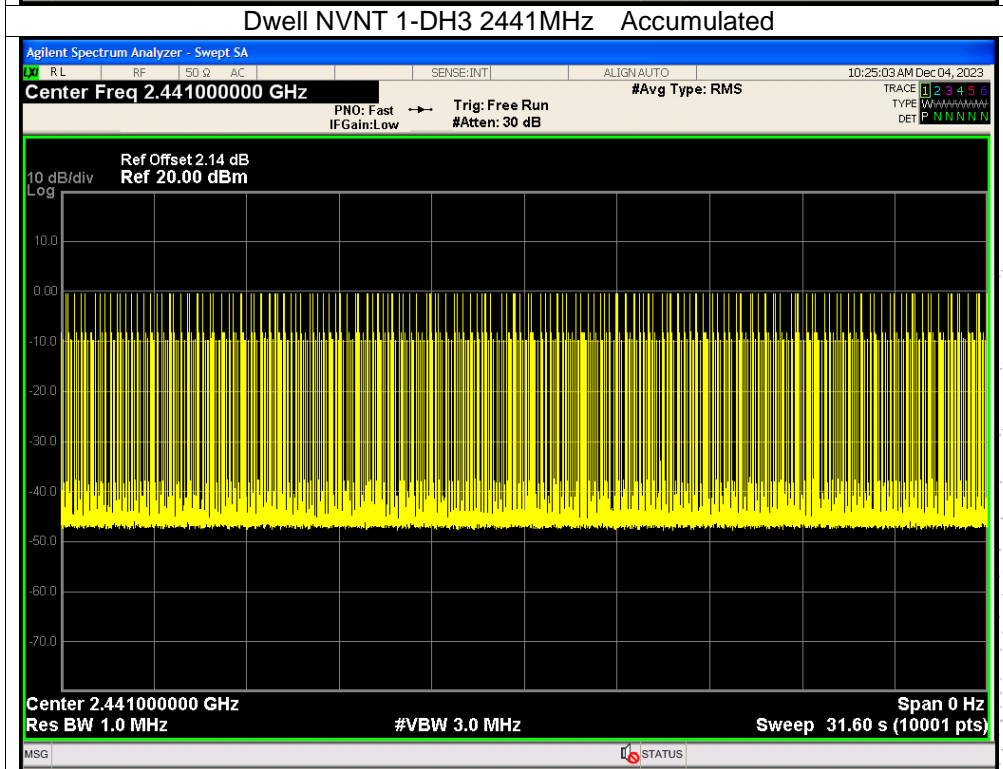 Dwell NVNT 1-DH3 2441MHz Accumulated
Agilent Spectrum Analyzer - Swept SA
LXI RL RF 50 Ω AC SENSE:INT ALIGN AUTO 10:25:03 AM Dec 04, 2023
Center Freq 2.441000000 GHz #Avg Type: RMS TRACE 1 2 3 4 5 6
PNO: Fast Trig: Free Run TYPE W
IFGain:Low #Atten: 30 dB DET P N N N N N
Ref Offset 2.14 dB
10 dB/div Ref 20.00 dBm
Log
10.0
0.00
-10.0
-20.0
-30.0
-40.0
-50.0
-60.0
-70.0
Center 2.441000000 GHz Span 0 Hz
Res BW 1.0 MHz #VBW 3.0 MHz Sweep 31.60 s (10001 pts)
MSG STATUS